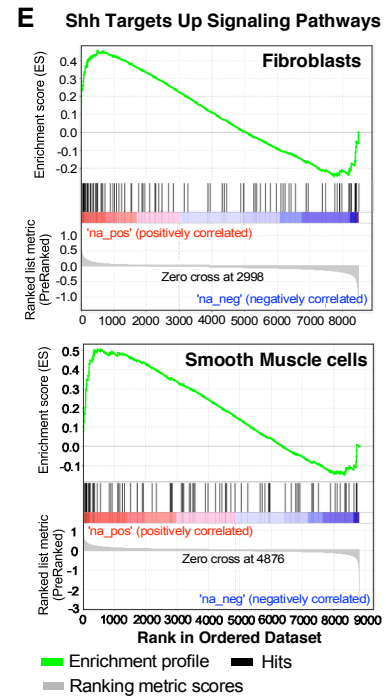 E
Shh Targets Up Signaling Pathways
Fibroblasts
Enrichment score (ES)
0.4
0.3
0.2
0.1
0.0
-0.1
-0.2
'na_pos' (positively correlated)
Ranked list metric
(PreRanked)
1.0
0.5
0.0
-0.5
-1.0
Zero cross at 2998
'na_neg' (negatively correlated)
0 1000 2000 3000 4000 5000 6000 7000 8000
Smooth Muscle cells
Enrichment score (ES)
0.5
0.4
0.3
0.2
0.1
0.0
-0.1
'na_pos' (positively correlated)
Ranked list metric
(PreRanked)
1
0
-1
-2
-3
Zero cross at 4876
'na_neg' (negatively correlated)
0 1000 2000 3000 4000 5000 6000 7000 8000 9000
Rank in Ordered Dataset
Enrichment profile Hits
Ranking metric scores